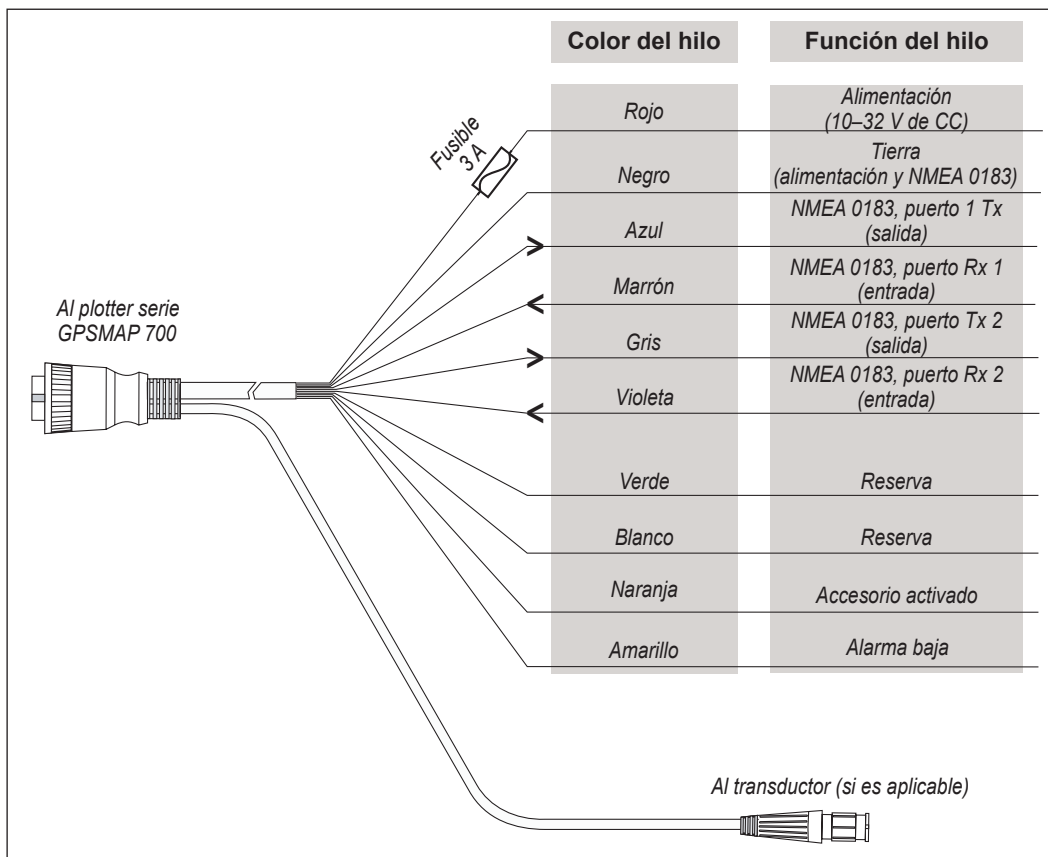 Color del hilo
Función del hilo
Rojo
Alimentación
(10–32 V de CC)
Fusible
3 A
Negro
Tierra
(alimentación y NMEA 0183)
Azul
NMEA 0183, puerto 1 Tx
(salida)
Marrón
NMEA 0183, puerto Rx 1
(entrada)
Al plotter serie
GPSMAP 700
Gris
NMEA 0183, puerto Tx 2
(salida)
Violeta
NMEA 0183, puerto Rx 2
(entrada)
Verde
Reserva
Blanco
Reserva
Naranja
Accesorio activado
Amarillo
Alarma baja
Al transductor (si es aplicable)